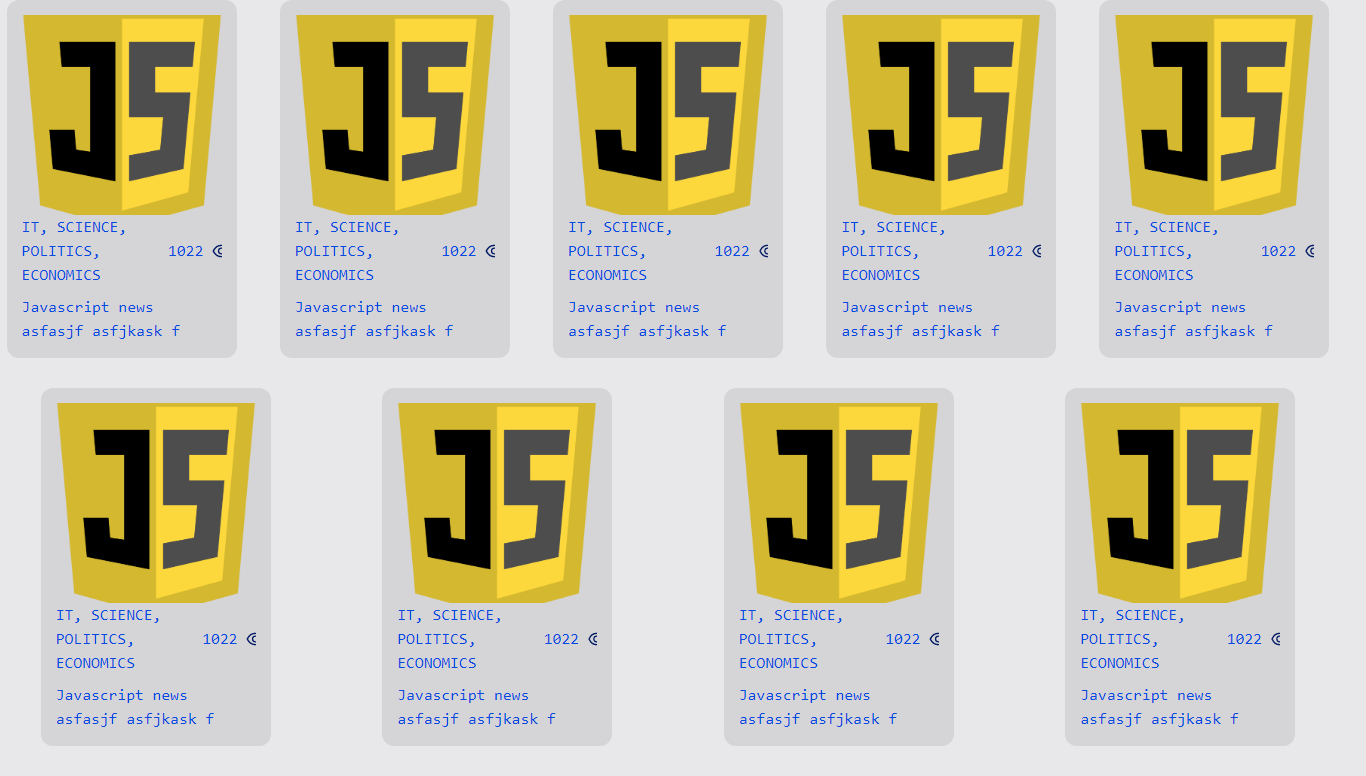 JS JS JS JS JS
IT, SCIENCE, IT, SCIENCE, IT, SCIENCE, IT, SCIENCE, IT, SCIENCE,
POLITICS, 1022 POLITICS, 1022 POLITICS, 1022 POLITICS, 1022 POLITICS, 1022
ECONOMICS ECONOMICS ECONOMICS ECONOMICS ECONOMICS
Javascript news Javascript news Javascript news Javascript news Javascript news
asfasjf asfjkask f asfasjf asfjkask f asfasjf asfjkask f asfasjf asfjkask f asfasjf asfjkask f
JS JS JS JS
IT, SCIENCE, IT, SCIENCE, IT, SCIENCE, IT, SCIENCE,
POLITICS, 1022 POLITICS, 1022 POLITICS, 1022 POLITICS, 1022
ECONOMICS ECONOMICS ECONOMICS ECONOMICS
Javascript news Javascript news Javascript news Javascript news
asfasjf asfjkask f asfasjf asfjkask f asfasjf asfjkask f asfasjf asfjkask f